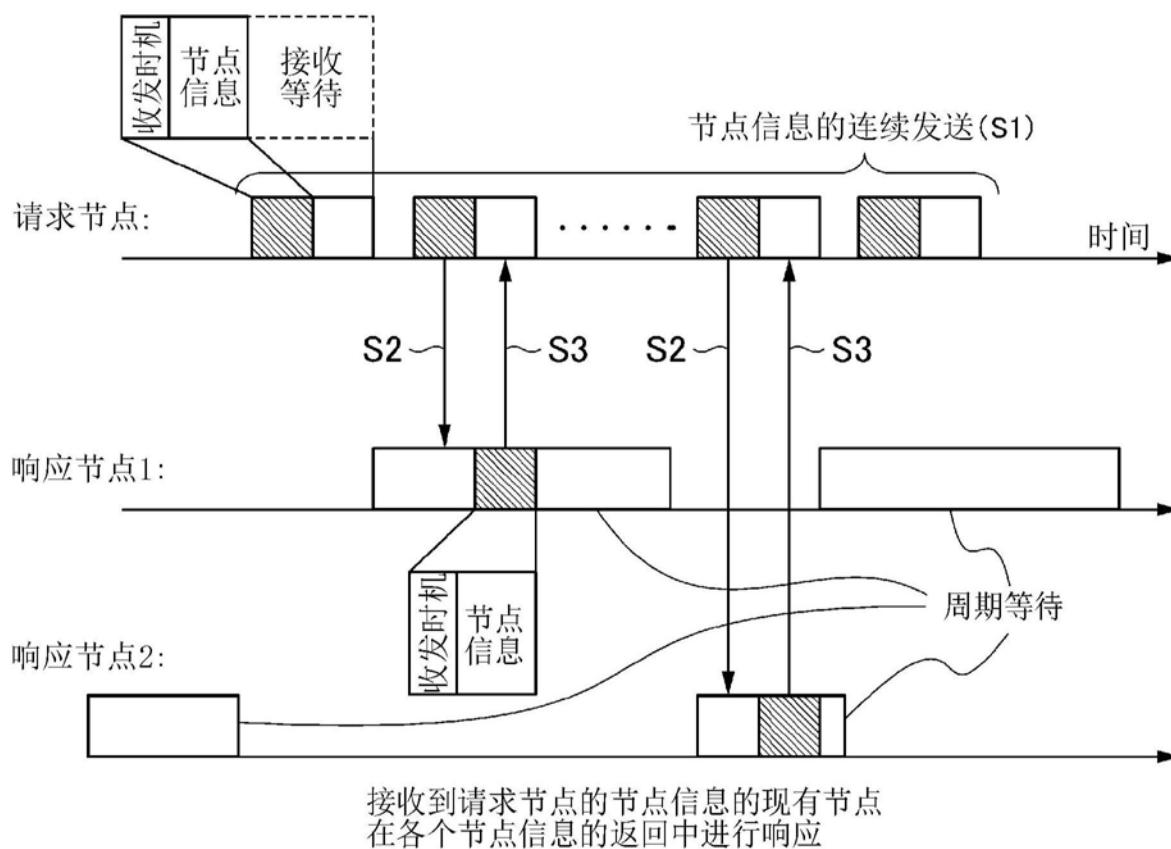 收发时机
节点
信息
接收
等待
节点信息的连续发送(S1)
请求节点:
······
时间
S2
S3
S2
S3
响应节点1:
收发时机
节点
信息
周期等待
响应节点2:
接收到请求节点的节点信息的现有节点
在各个节点信息的返回中进行响应